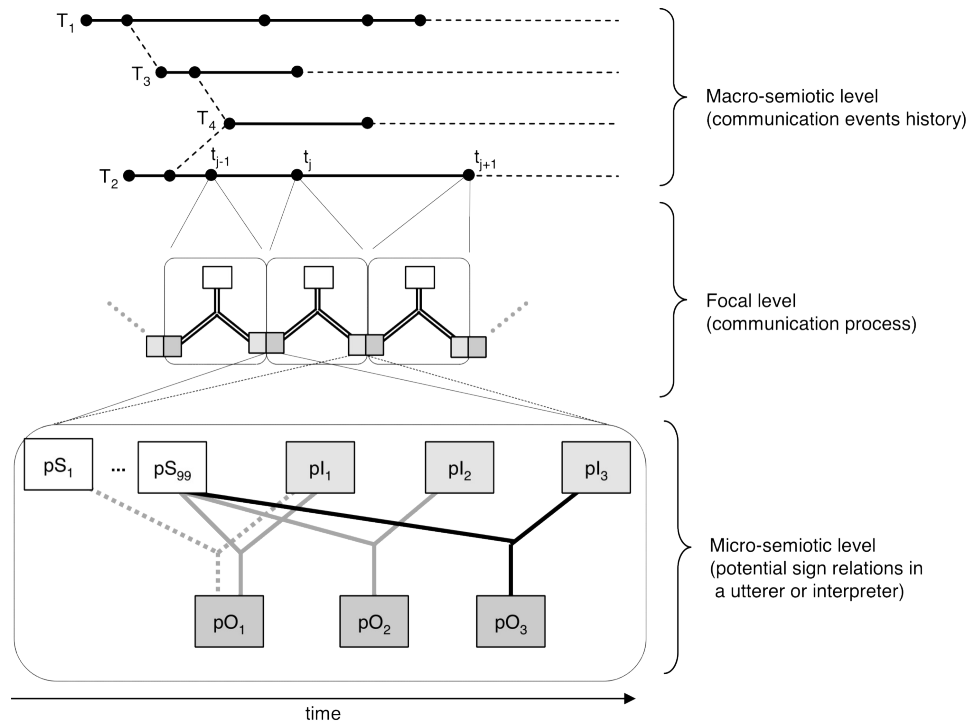 T1
T3
T4
Macro-semiotic level
(communication events history)
T2
tj-1
tj
tj+1
Focal level
(communication process)
pS1
...
pS99
pI1
pI2
pI3
Micro-semiotic level
(potential sign relations in
a utterer or interpreter)
pO1
pO2
pO3
time